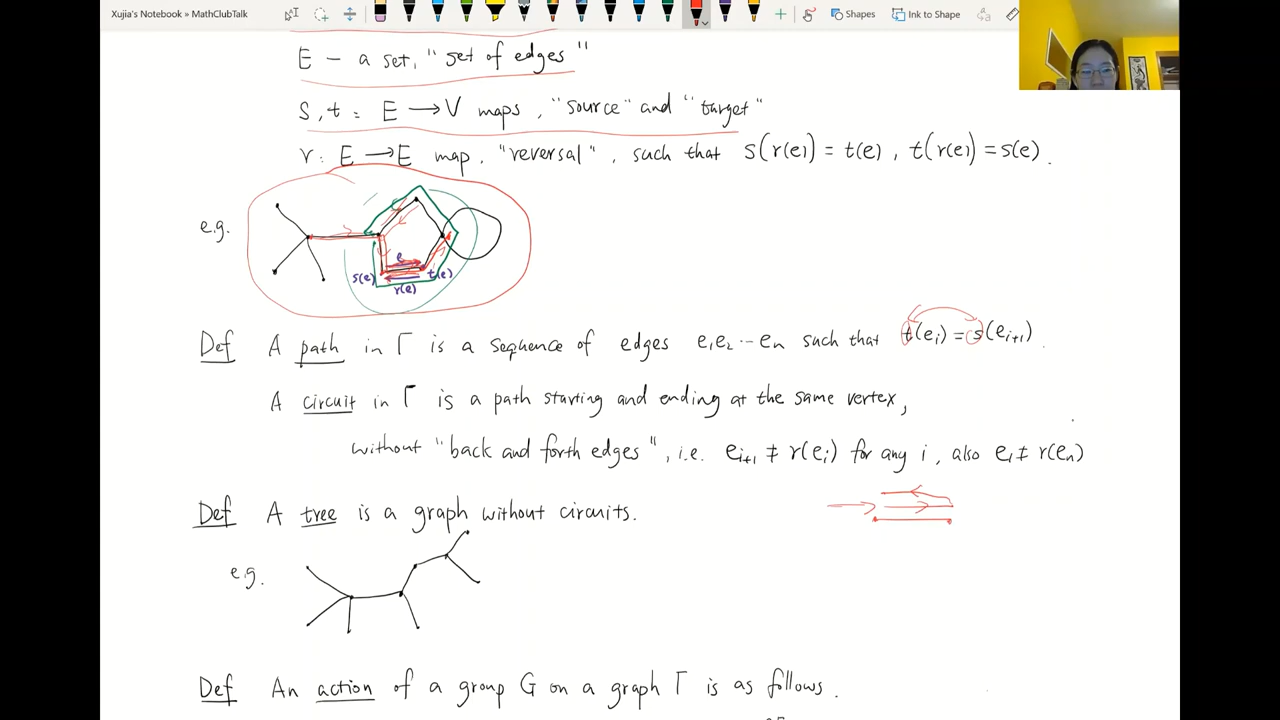 Xujia's Notebook » MathClubTalk
Shapes
Ink to Shape
E – a set, "set of edges"
s, t : E → V maps, "source" and "target"
r : E → E map, "reversal", such that s(r(e)) = t(e), t(r(e)) = s(e).
e.g.
e
s(e) t(e)
r(e)
Def A path in Γ is a sequence of edges e₁e₂⋯en such that t(eᵢ) = s(eᵢ₊₁).
A circuit in Γ is a path starting and ending at the same vertex,
without "back and forth edges", i.e. eᵢ₊₁ ≠ r(eᵢ) for any i, also e₁ ≠ r(en)
Def A tree is a graph without circuits.
e.g.
Def An action of a group G on a graph Γ is as follows.